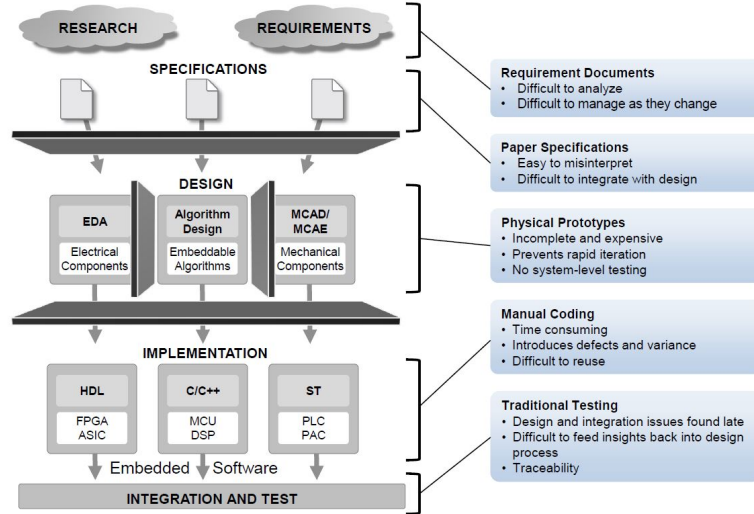 RESEARCH
REQUIREMENTS
SPECIFICATIONS
DESIGN
EDA
Electrical
Components
Algorithm
Design
Embeddable
Algorithms
MCAD/
MCAE
Mechanical
Components
IMPLEMENTATION
HDL
FPGA
ASIC
C/C++
MCU
DSP
ST
PLC
PAC
Embedded Software
INTEGRATION AND TEST
Requirement Documents
• Difficult to analyze
• Difficult to manage as they change
Paper Specifications
• Easy to misinterpret
• Difficult to integrate with design
Physical Prototypes
• Incomplete and expensive
• Prevents rapid iteration
• No system-level testing
Manual Coding
• Time consuming
• Introduces defects and variance
• Difficult to reuse
Traditional Testing
• Design and integration issues found late
• Difficult to feed insights back into design
process
• Traceability